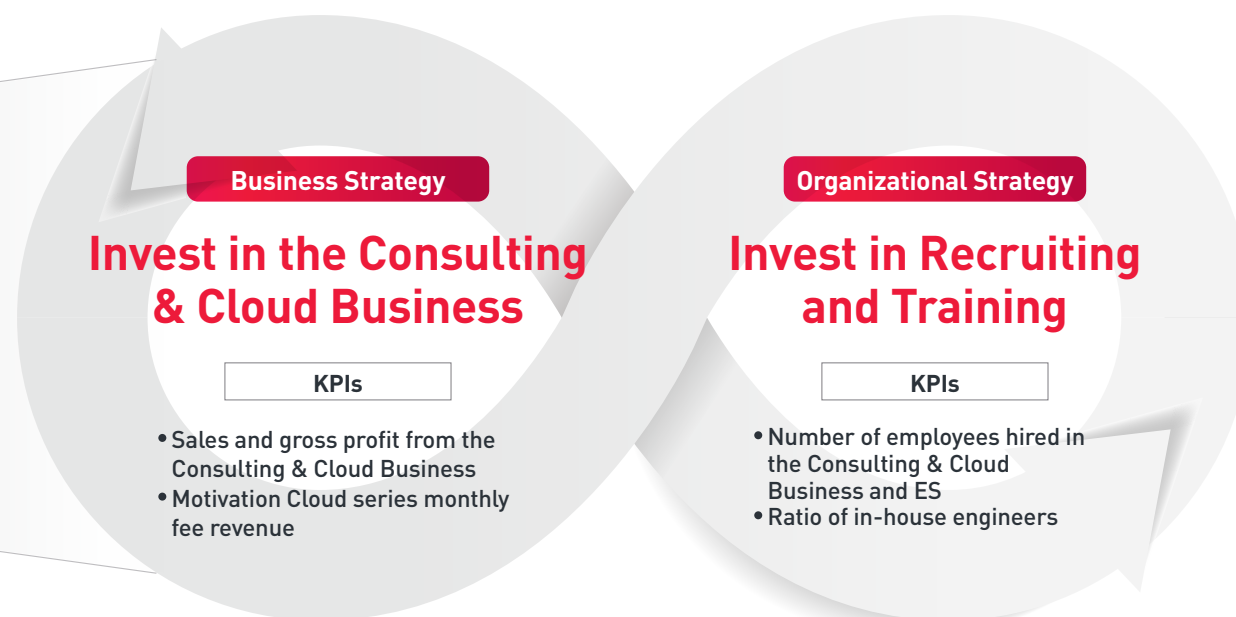 Business Strategy
Invest in the Consulting
& Cloud Business
KPIs
•Sales and gross profit from the
Consulting & Cloud Business
•Motivation Cloud series monthly
fee revenue
Organizational Strategy
Invest in Recruiting
and Training
KPIs
•Number of employees hired in
the Consulting & Cloud
Business and ES
•Ratio of in-house engineers